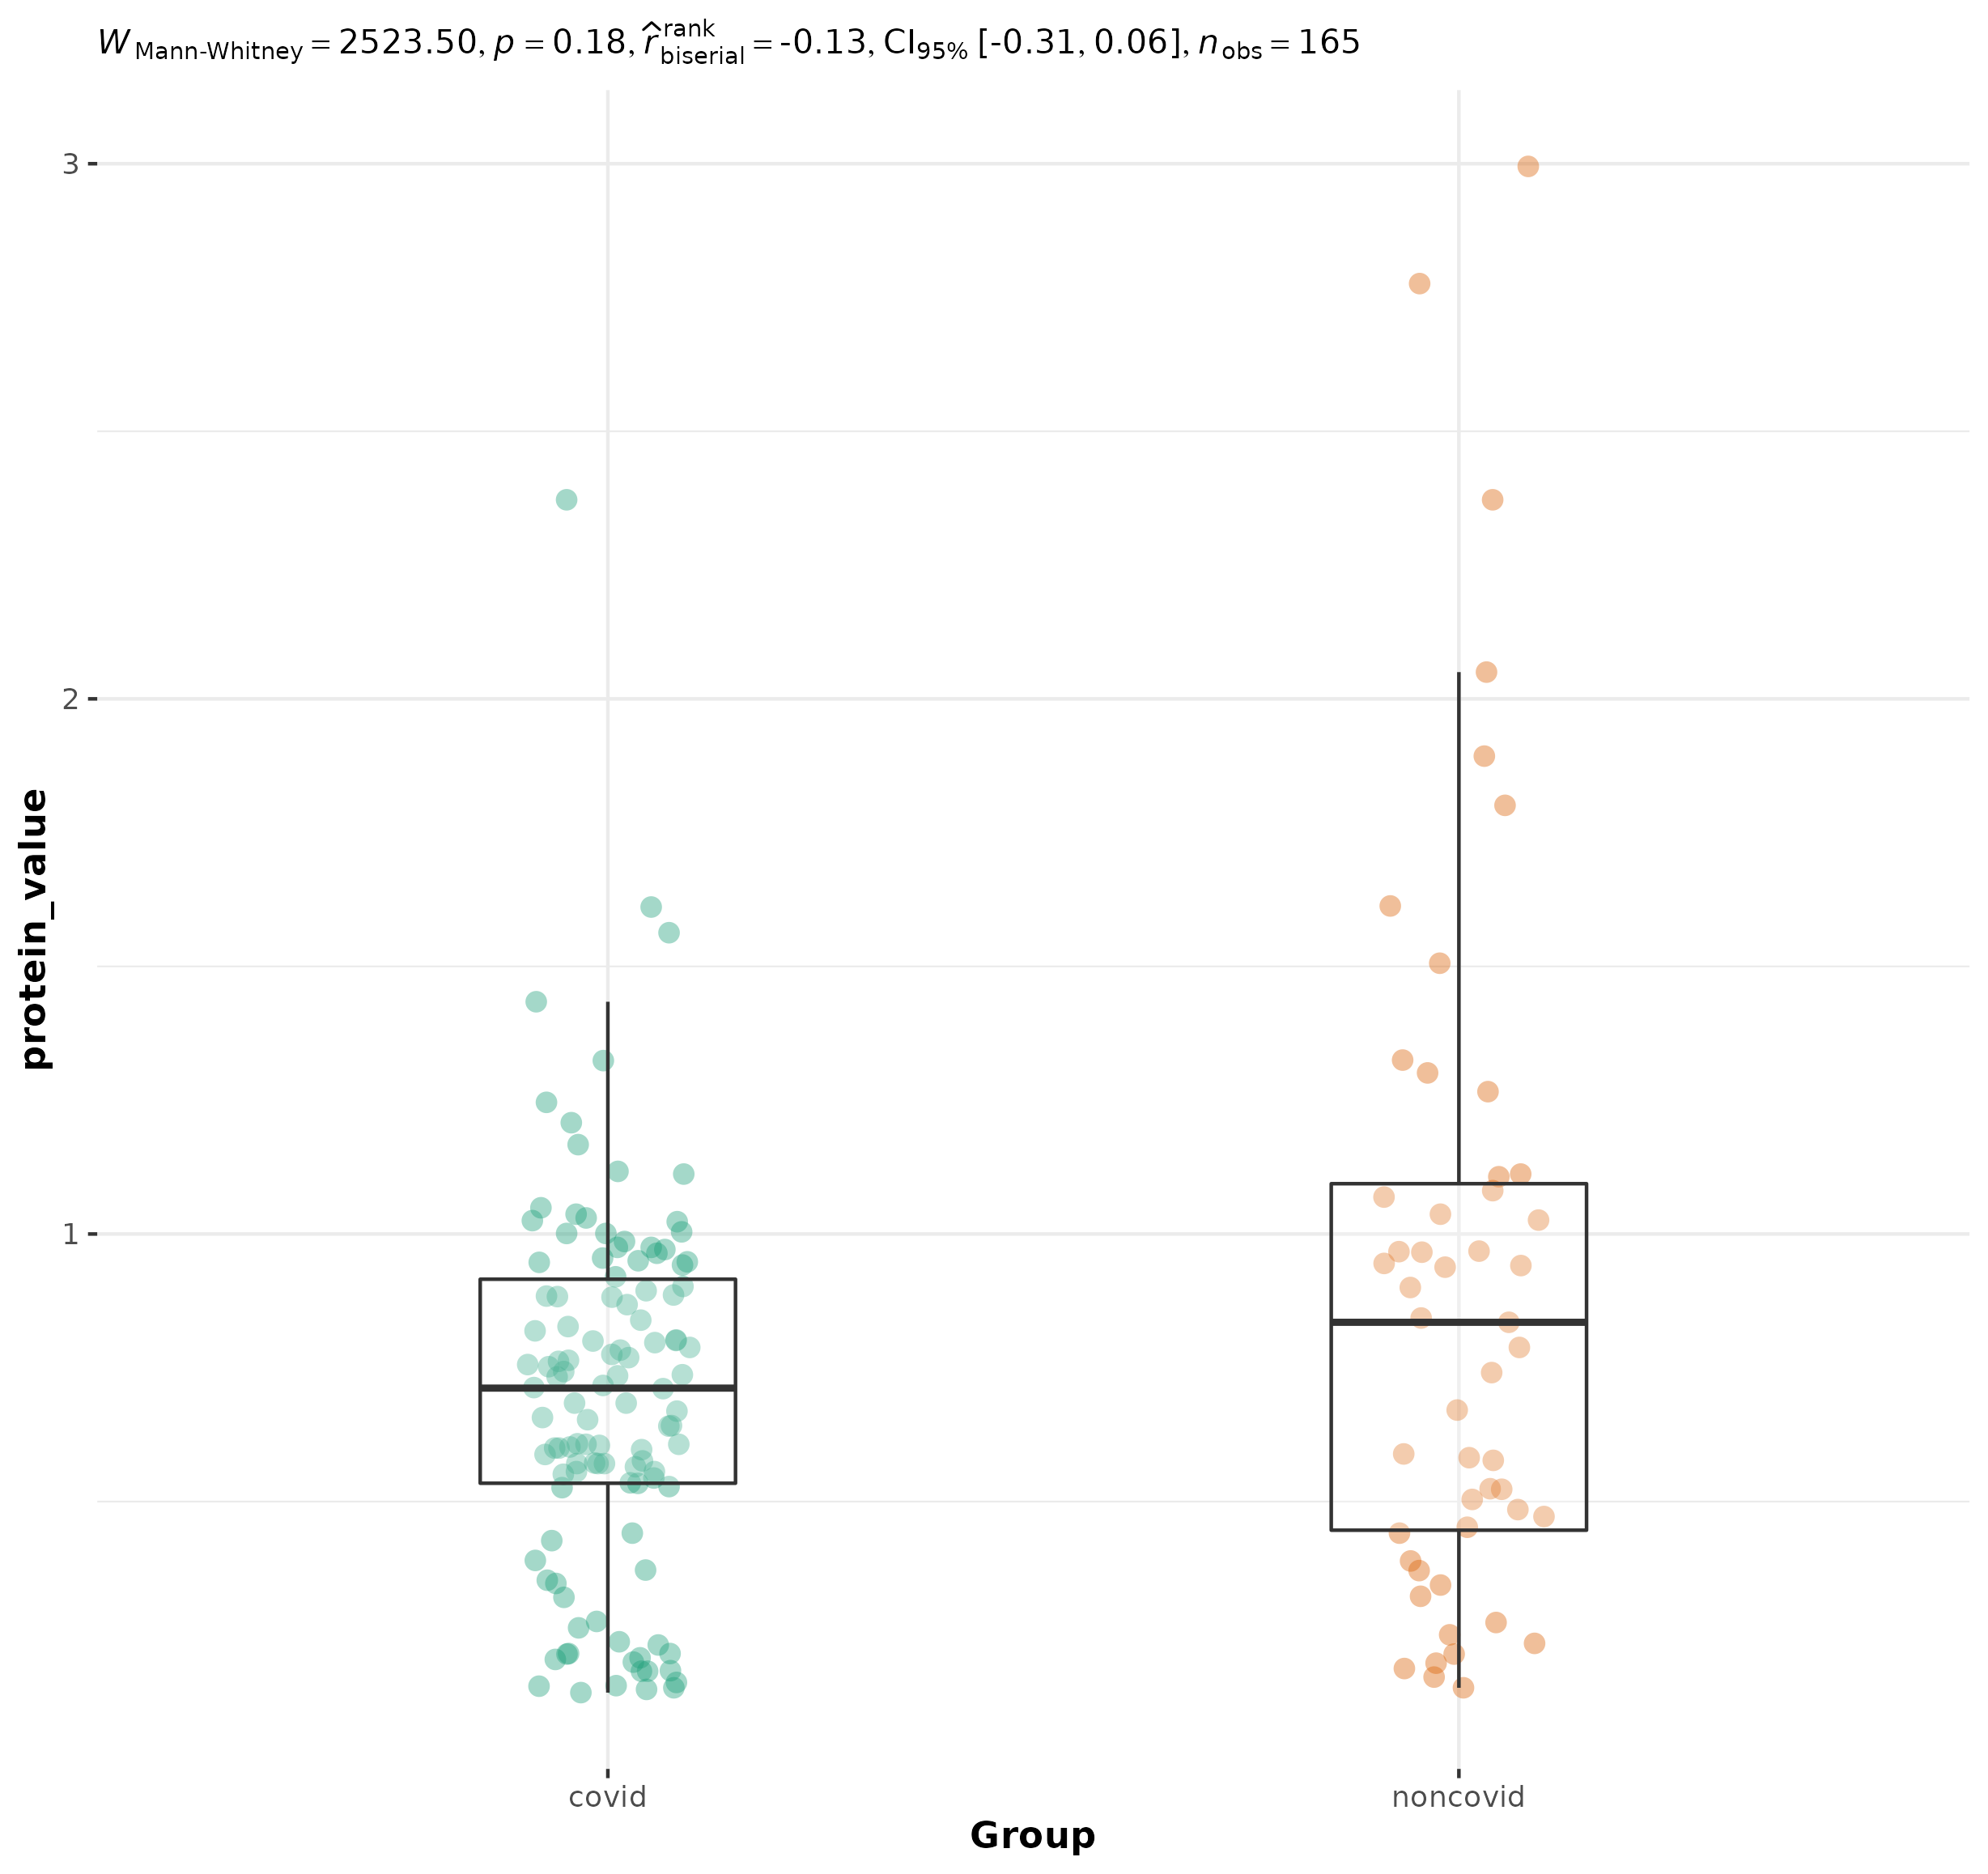 W Mann-Whitney = 2523.50, p = 0.18, r̂ rank biserial = -0.13, CI95% [-0.31, 0.06], nobs = 165
3
2
1
protein_value
covid noncovid
Group